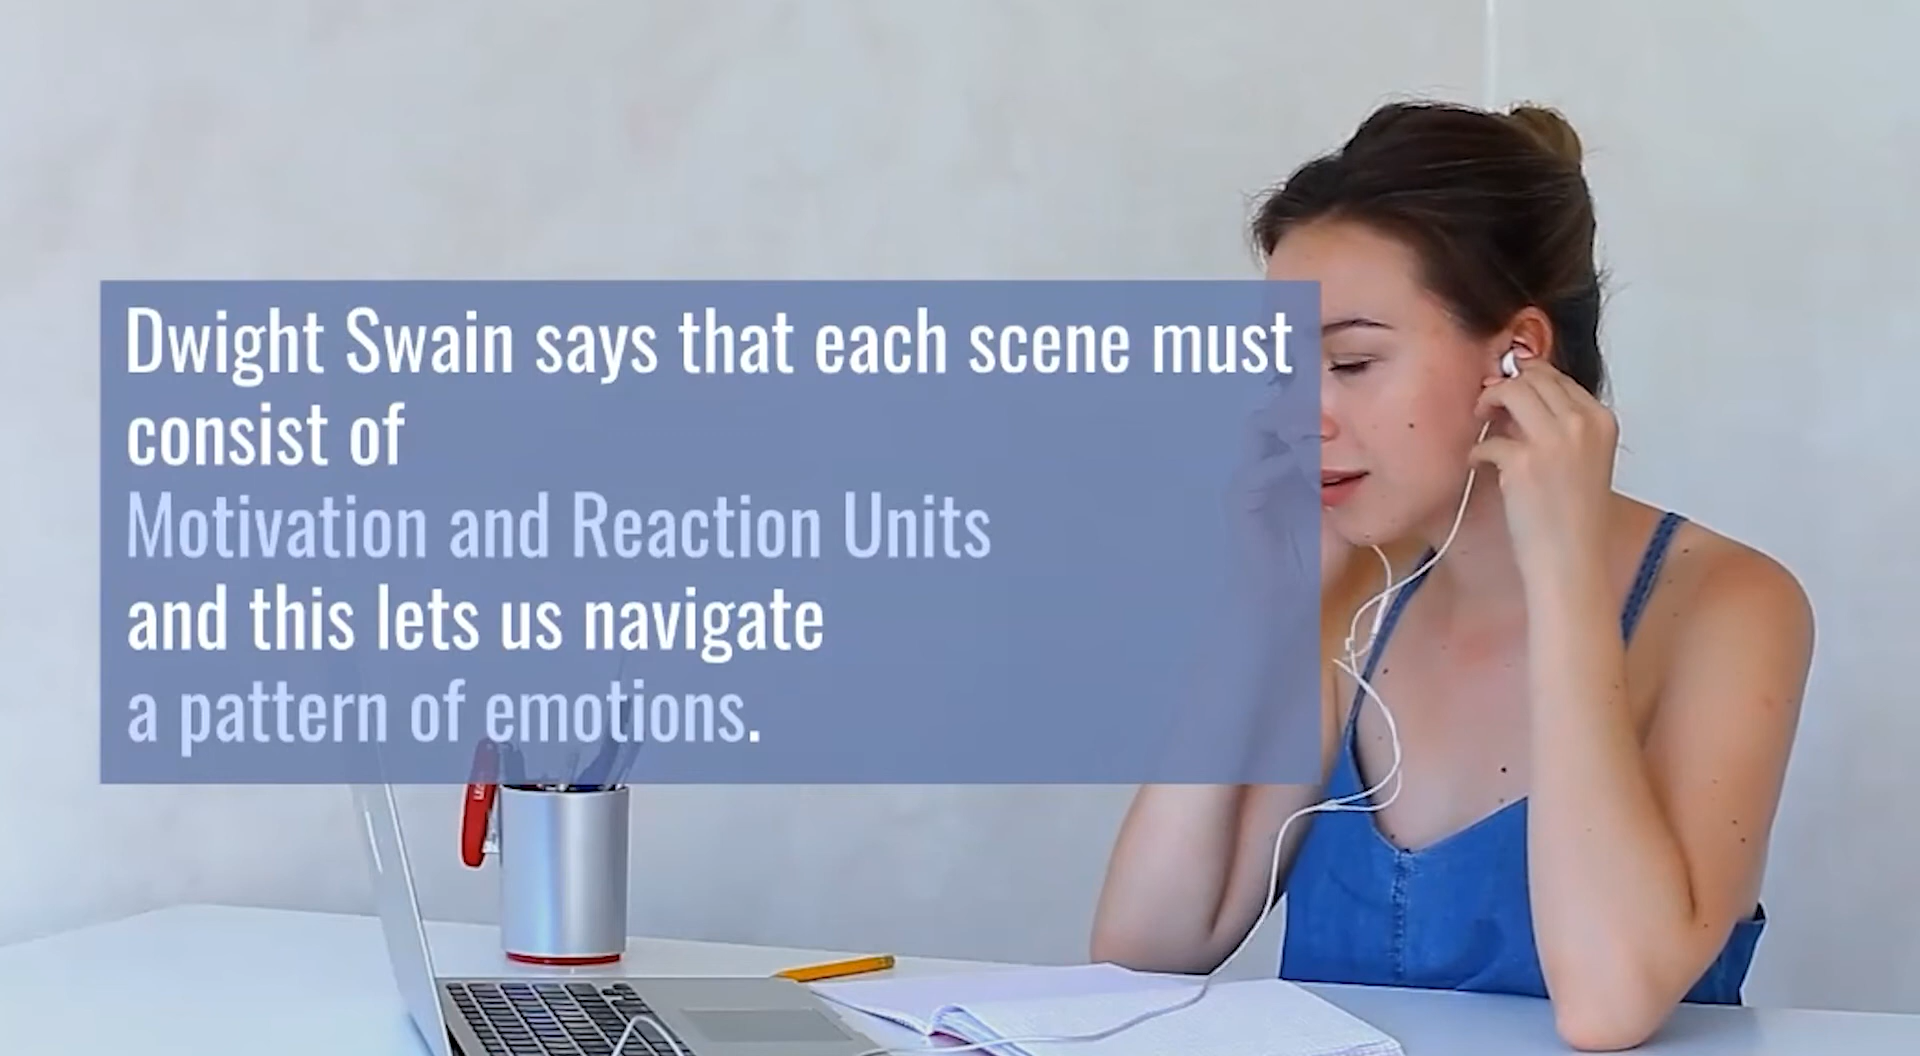 Dwight Swain says that each scene must
consist of
Motivation and Reaction Units
and this lets us navigate
a pattern of emotions.